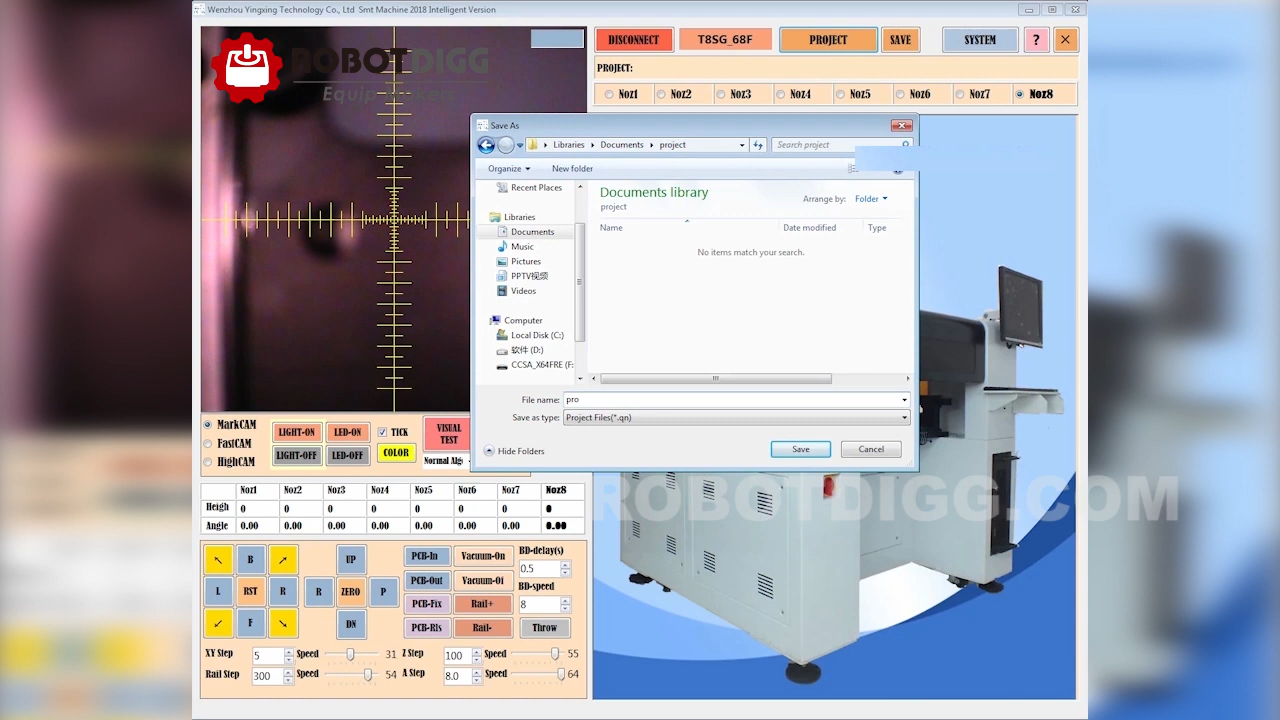 Wenzhou Yingxing Technology Co., Ltd Smt Machine 2018 Intelligent Version
ROBOTDIGG
Equip Makers
DISCONNECT T8SG_68F PROJECT SAVE SYSTEM ? ×
PROJECT:
Noz1 Noz2 Noz3 Noz4 Noz5 Noz6 Noz7 Noz8
Save As
Libraries Documents project
Search project
Organize New folder
Recent Places
Libraries
Documents
Music
Pictures
PPTV视频
Videos
Computer
Local Disk (C:)
软件 (D:)
CCSA_X64FRE (F:
Documents library
project
Arrange by: Folder
Name Date modified Type
No items match your search.
File name: pro
Save as type: Project Files(*.qn)
Hide Folders Save Cancel
MarkCAM
FastCAM
HighCAM
LIGHT-ON LED-ON TICK
LIGHT-OFF LED-OFF COLOR
VISUAL
TEST
Normal Alg
ROBOTDIGG.COM
Noz1 Noz2 Noz3 Noz4 Noz5 Noz6 Noz7 Noz8
Heigh 0 0 0 0 0 0 0 0
Angle 0.00 0.00 0.00 0.00 0.00 0.00 0.00 0.00
B UP
L RST R R ZERO P
F DN
PCB-In Vacuum-On
PCB-Out Vacuum-Of
PCB-Fix Rail+
PCB-Rls Rail-
BD-delay(s)
0.5
BD-speed
8
Throw
XY Step 5 Speed 31 Z Step 100 Speed 55
Rail Step 300 Speed 54 A Step 8.0 Speed 64